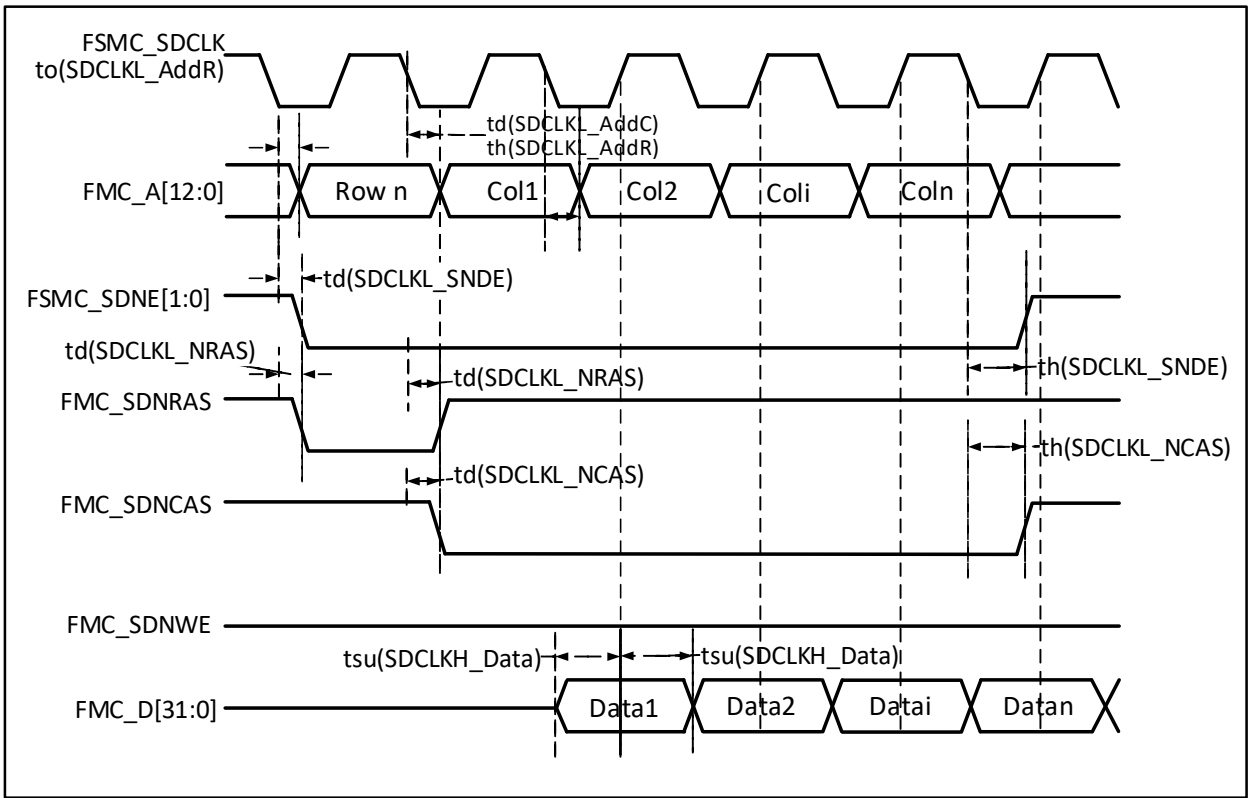 FSMC_SDCLK
to(SDCLKL_AddR)
td(SDCLKL_AddC)
th(SDCLKL_AddR)
FMC_A[12:0]
Row n
Col1
Col2
Coli
Coln
td(SDCLKL_SNDE)
FSMC_SDNE[1:0]
td(SDCLKL_NRAS)
td(SDCLKL_NRAS)
th(SDCLKL_SNDE)
FMC_SDNRAS
th(SDCLKL_NCAS)
td(SDCLKL_NCAS)
FMC_SDNCAS
FMC_SDNWE
tsu(SDCLKH_Data)
tsu(SDCLKH_Data)
FMC_D[31:0]
Data1
Data2
Datai
Datan